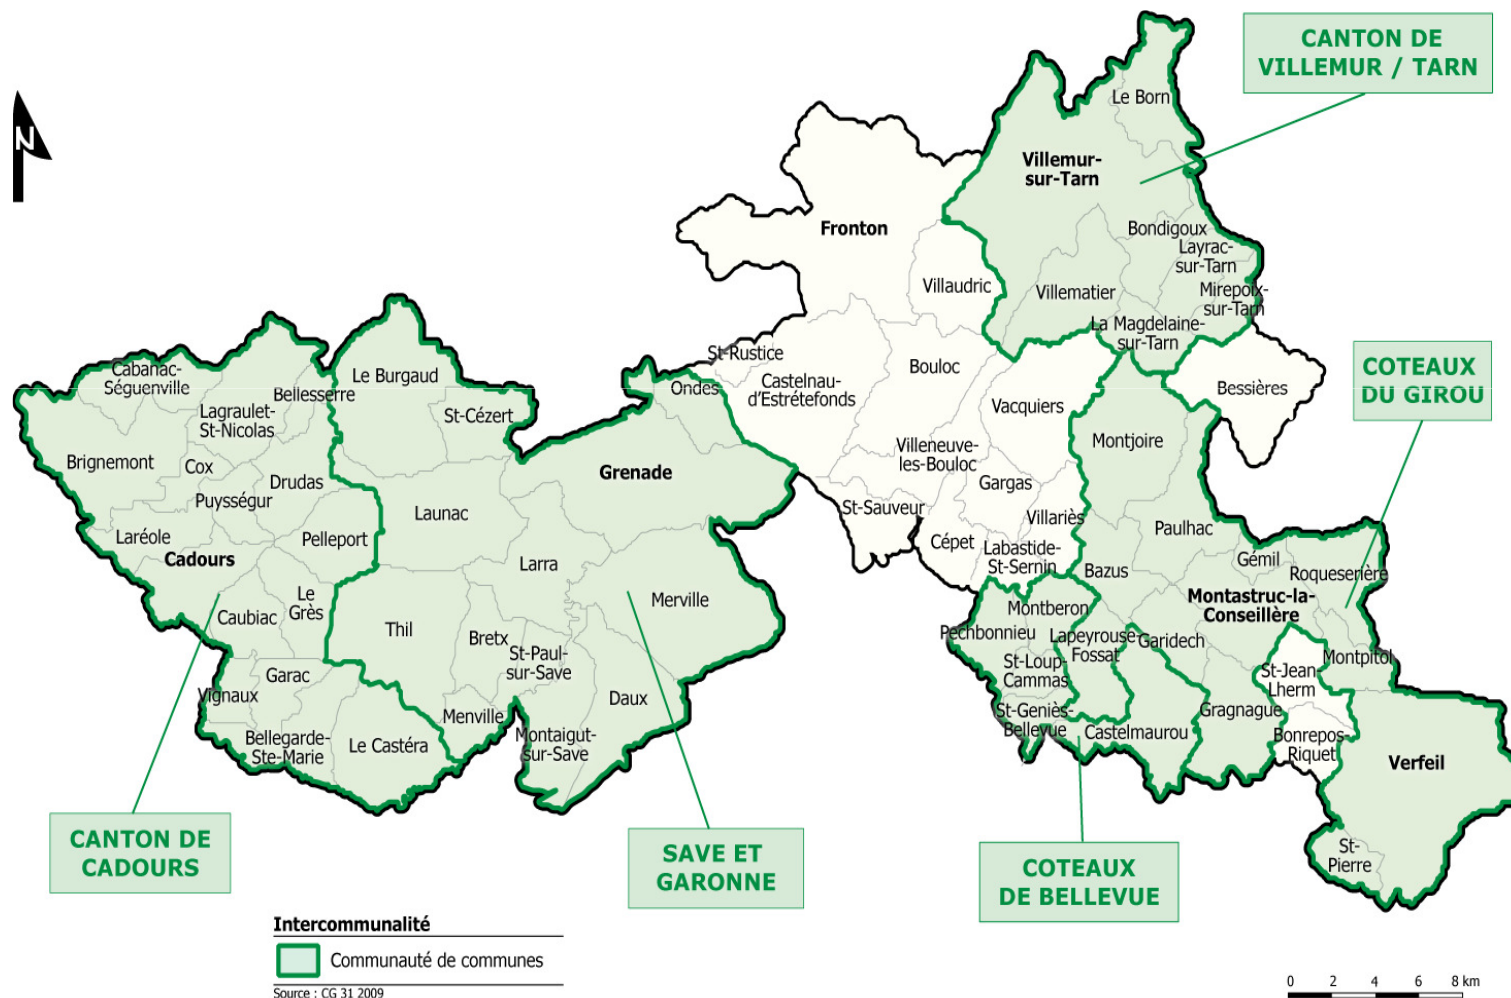 CANTON DE
VILLEMUR / TARN
Le Born
N
Villemur-
sur-Tarn
Fronton
Bondigoux
Layrac-
sur-Tarn
Villaudric
Villematier
Mirepoix-
sur-Tarn
La Magdelaine-
sur-Tarn
St-Rustice
Bouloc
Castelnau-
d'Estrétefonds
Bessières
COTEAUX
DU GIROU
Cabanac-
Séguenville
Le Burgaud
Bellesserre
Ondes
Lagraulet-
St-Nicolas
St-Cézert
Vacquiers
Montjoire
Brignemont
Cox
Drudas
Grenade
Villeneuve-
les-Bouloc
Puysségur
Gargas
Launac
St-Sauveur
Villariès
Paulhac
Laréole
Pelleport
Cépet
Labastide-
St-Sernin
Cadours
Larra
Bazus
Gémil
Roqueserière
Le
Grès
Merville
Montberon
Montastruc-la-
Conseillère
Caubiac
Thil
Bretx
St-Paul-
sur-Save
Pechbonnieu
Lapeyrouse-
Fossat
Garidech
Montpitol
Garac
St-Loup-
Cammas
St-Jean-
Lherm
Vignaux
Daux
Menville
St-Geniès-
Bellevue
Gragnague
Bellegarde-
Ste-Marie
Le Castéra
Montaigut-
sur-Save
Castelmaurou
Bonrepos-
Riquet
Verfeil
CANTON DE
CADOURS
SAVE ET
GARONNE
COTEAUX
DE BELLEVUE
St-
Pierre
Intercommunalité
Communauté de communes
Source : CG 31 2009
0 2 4 6 8 km